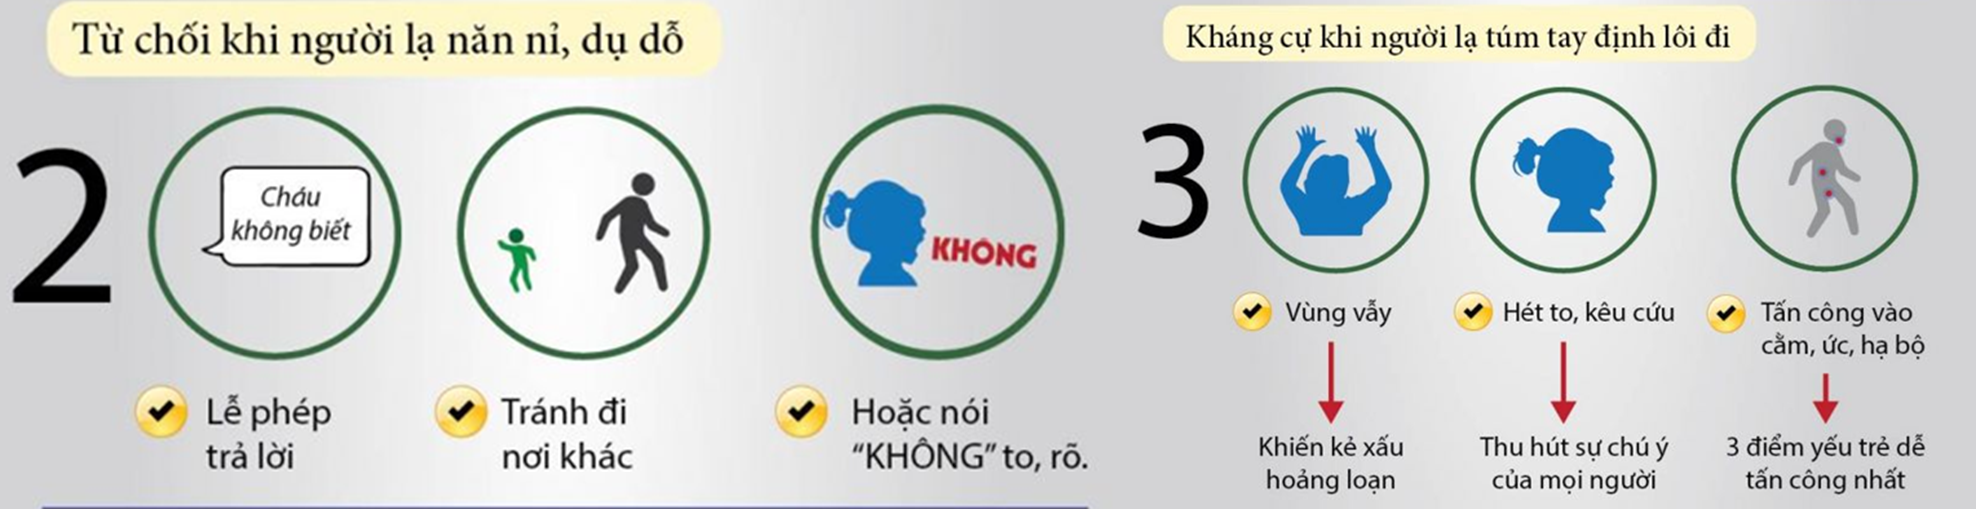 Từ chối khi người lạ năn nỉ, dụ dỗ
2
Cháu
không biết
KHÔNG
Lễ phép
trả lời
Tránh đi
nơi khác
Hoặc nói
“KHÔNG” to, rõ.
Kháng cự khi người lạ túm tay định lôi đi
3
Vùng vẫy
Khiến kẻ xấu
hoảng loạn
Hét to, kêu cứu
Thu hút sự chú ý
của mọi người
Tấn công vào
cằm, ức, hạ bộ
3 điểm yếu trẻ dễ
tấn công nhất